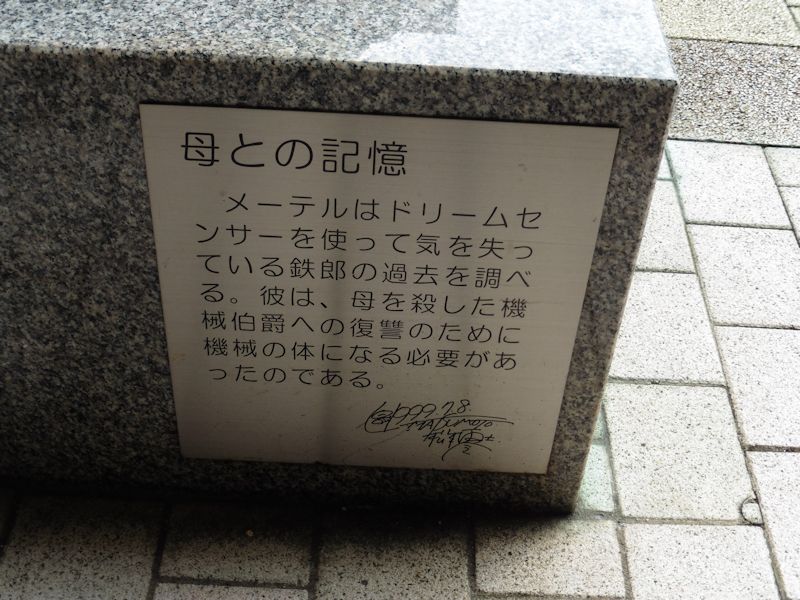 母との記憶
メーテルはドリームセ
ンサーを使って気を失っ
ている鉄郎の過去を調べ
る。彼は、母を殺した機
械伯爵への復讐のために
機械の体になる必要があ
ったのである。
1999.7.8